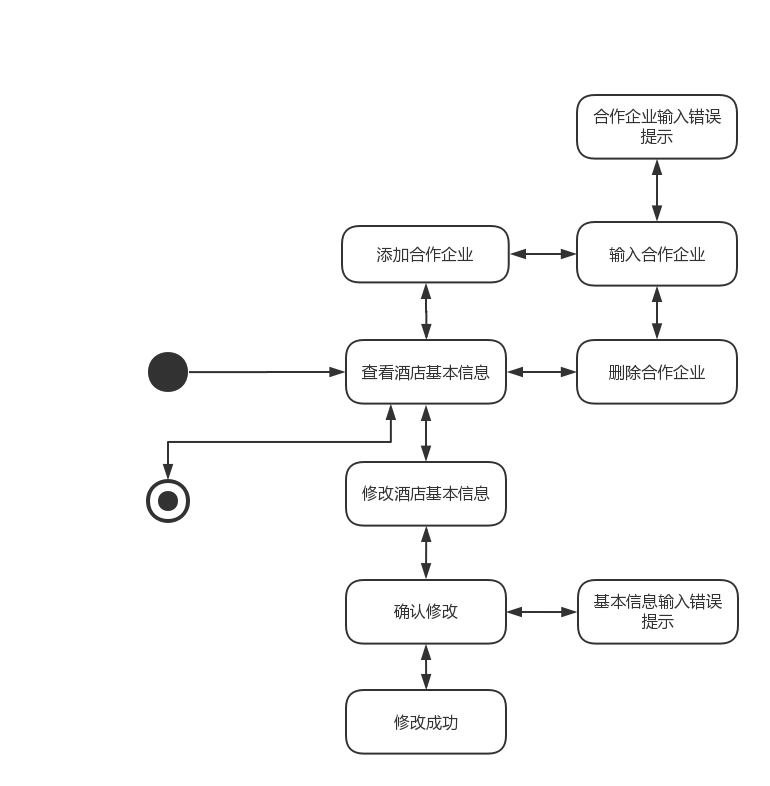 合作企业输入错误
提示
添加合作企业
输入合作企业
查看酒店基本信息
删除合作企业
修改酒店基本信息
确认修改
基本信息输入错误
提示
修改成功